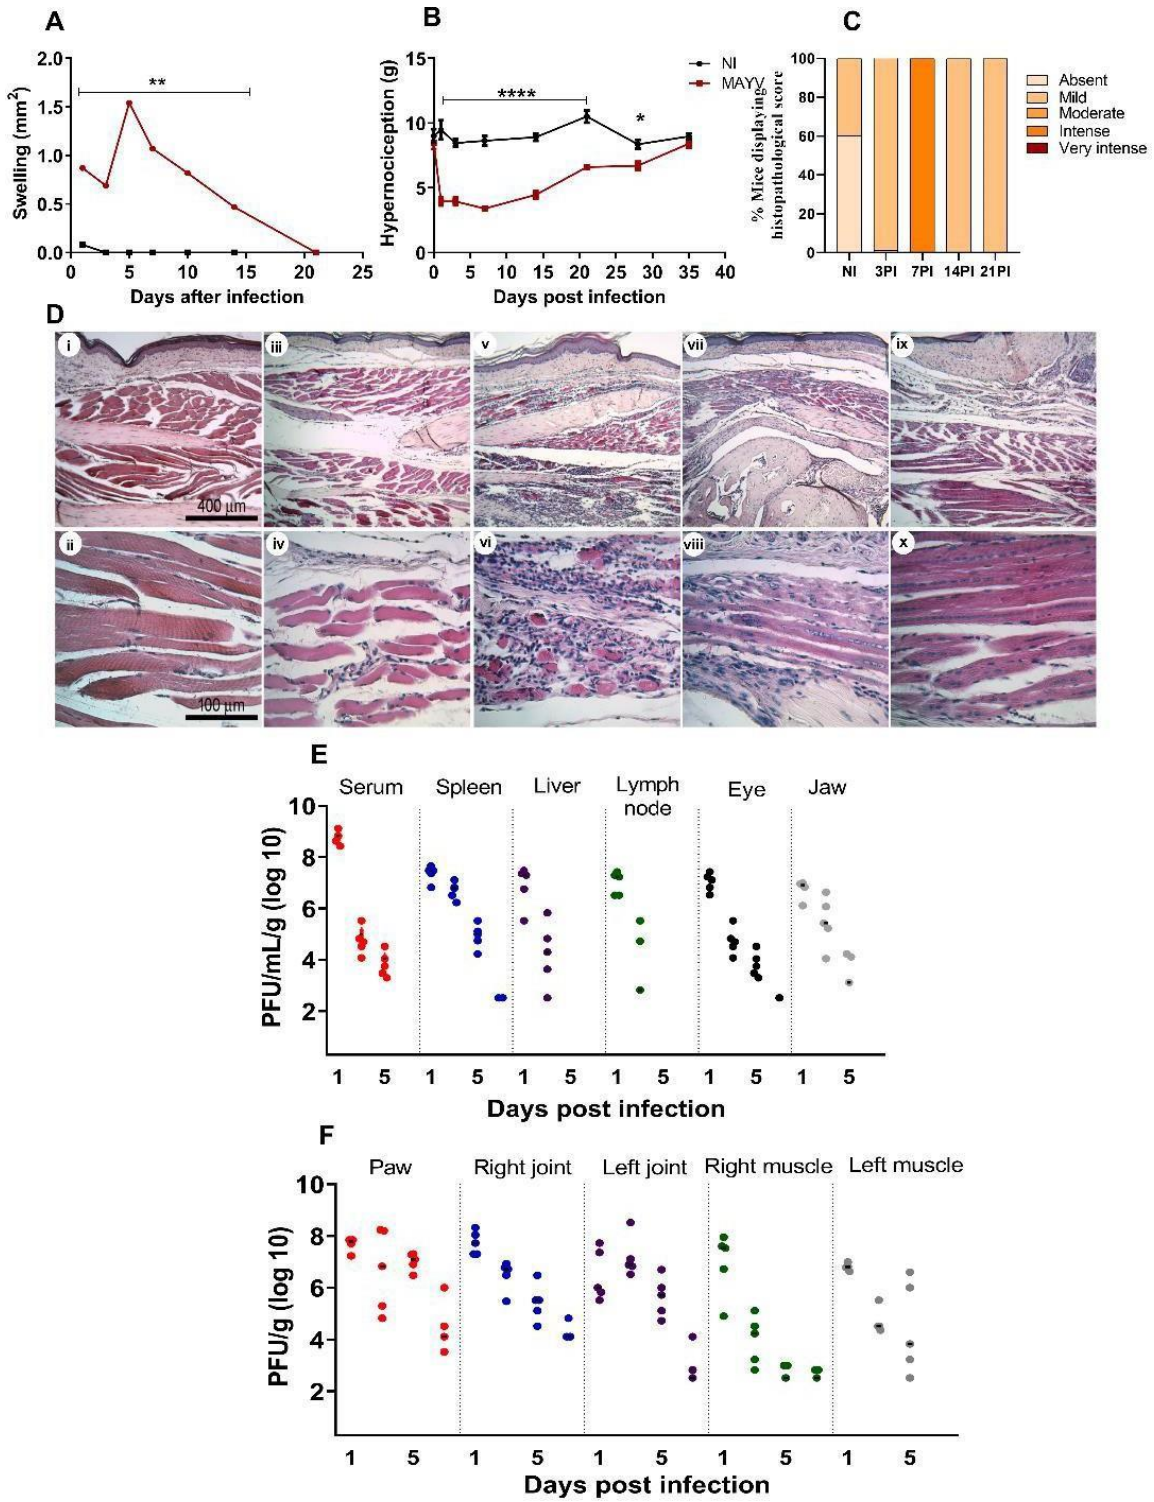 A
B
C
Swelling (mm2)
2.0
1.5
1.0
0.5
0.0
**
0 5 10 15 20 25
Days after infection
Hypernociception (g)
15
10
5
0
****
*
NI
MAYV
0 5 10 15 20 25 30 35 40
Days post infection
% Mice displaying
histopathological score
100
80
60
40
20
0
NI 3PI 7PI 14PI 21PI
Absent
Mild
Moderate
Intense
Very intense
D
i iii v vii ix
400 µm
ii iv vi viii x
100 µm
E
Serum Spleen Liver Lymph node Eye Jaw
PFU/mL/g (log 10)
10
8
6
4
2
1 5 1 5 1 5 1 5 1 5 1 5
Days post infection
F
Paw Right joint Left joint Right muscle Left muscle
PFU/g (log 10)
10
8
6
4
2
1 5 1 5 1 5 1 5 1 5
Days post infection